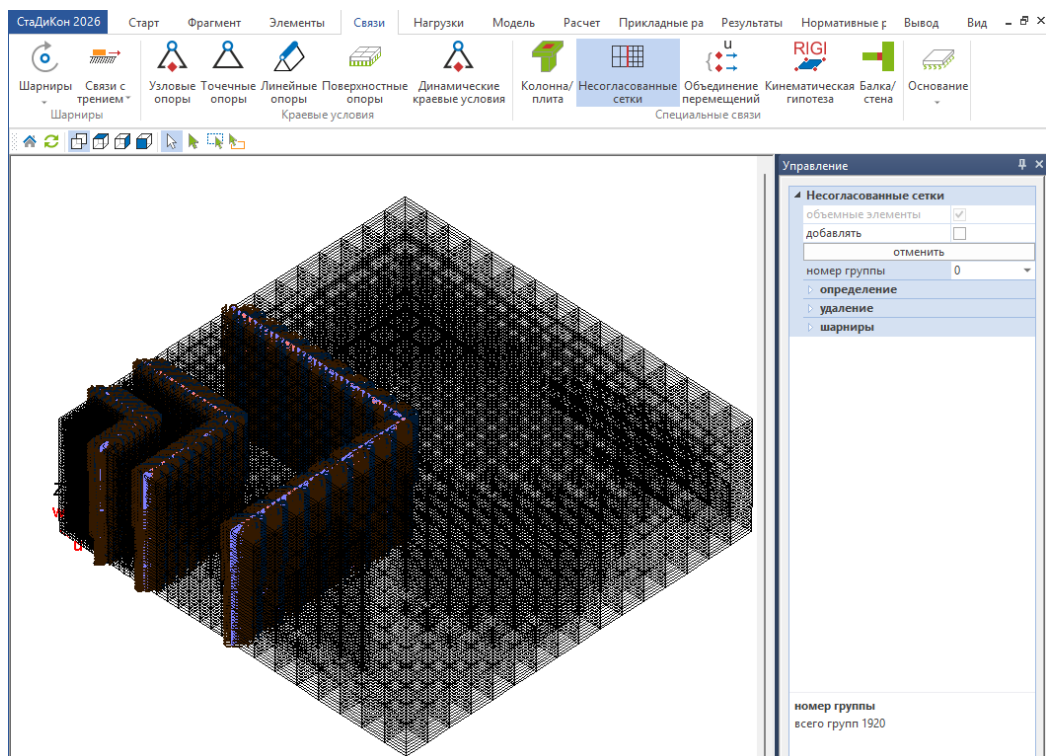 СтаДиКон 2026 Старт Фрагмент Элементы Связи Нагрузки Модель Расчет Прикладные ра Результаты Нормативные г Вывод Вид
Шарниры Связи с трением Узловые опоры Точечные опоры Линейные опоры Поверхностные опоры Динамические краевые условия Колонна/плита Несогласованные сетки u Объединение перемещений RIGI Кинематическая гипотеза Балка/стена Основание
Шарниры Краевые условия Специальные связи
Управление
Несогласованные сетки
объемные элементы
добавлять
отменить
номер группы 0
определение
удаление
шарниры
Z
w
u
номер группы
всего групп 1920